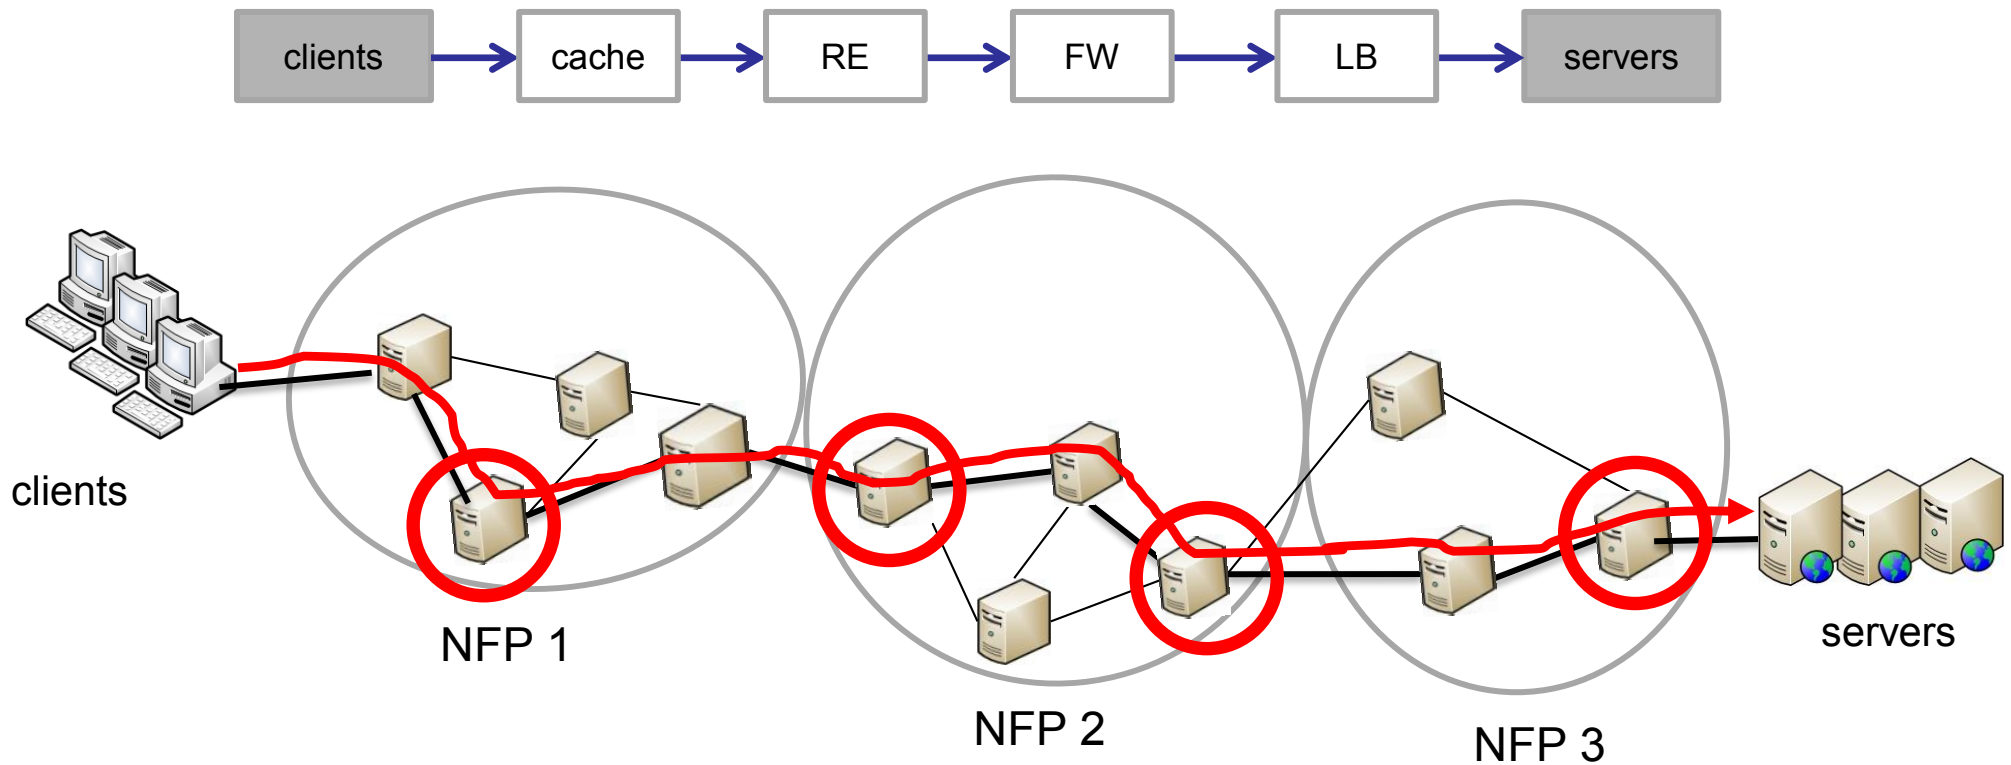 clients
cache
RE
FW
LB
servers
clients
NFP 1
NFP 2
NFP 3
servers